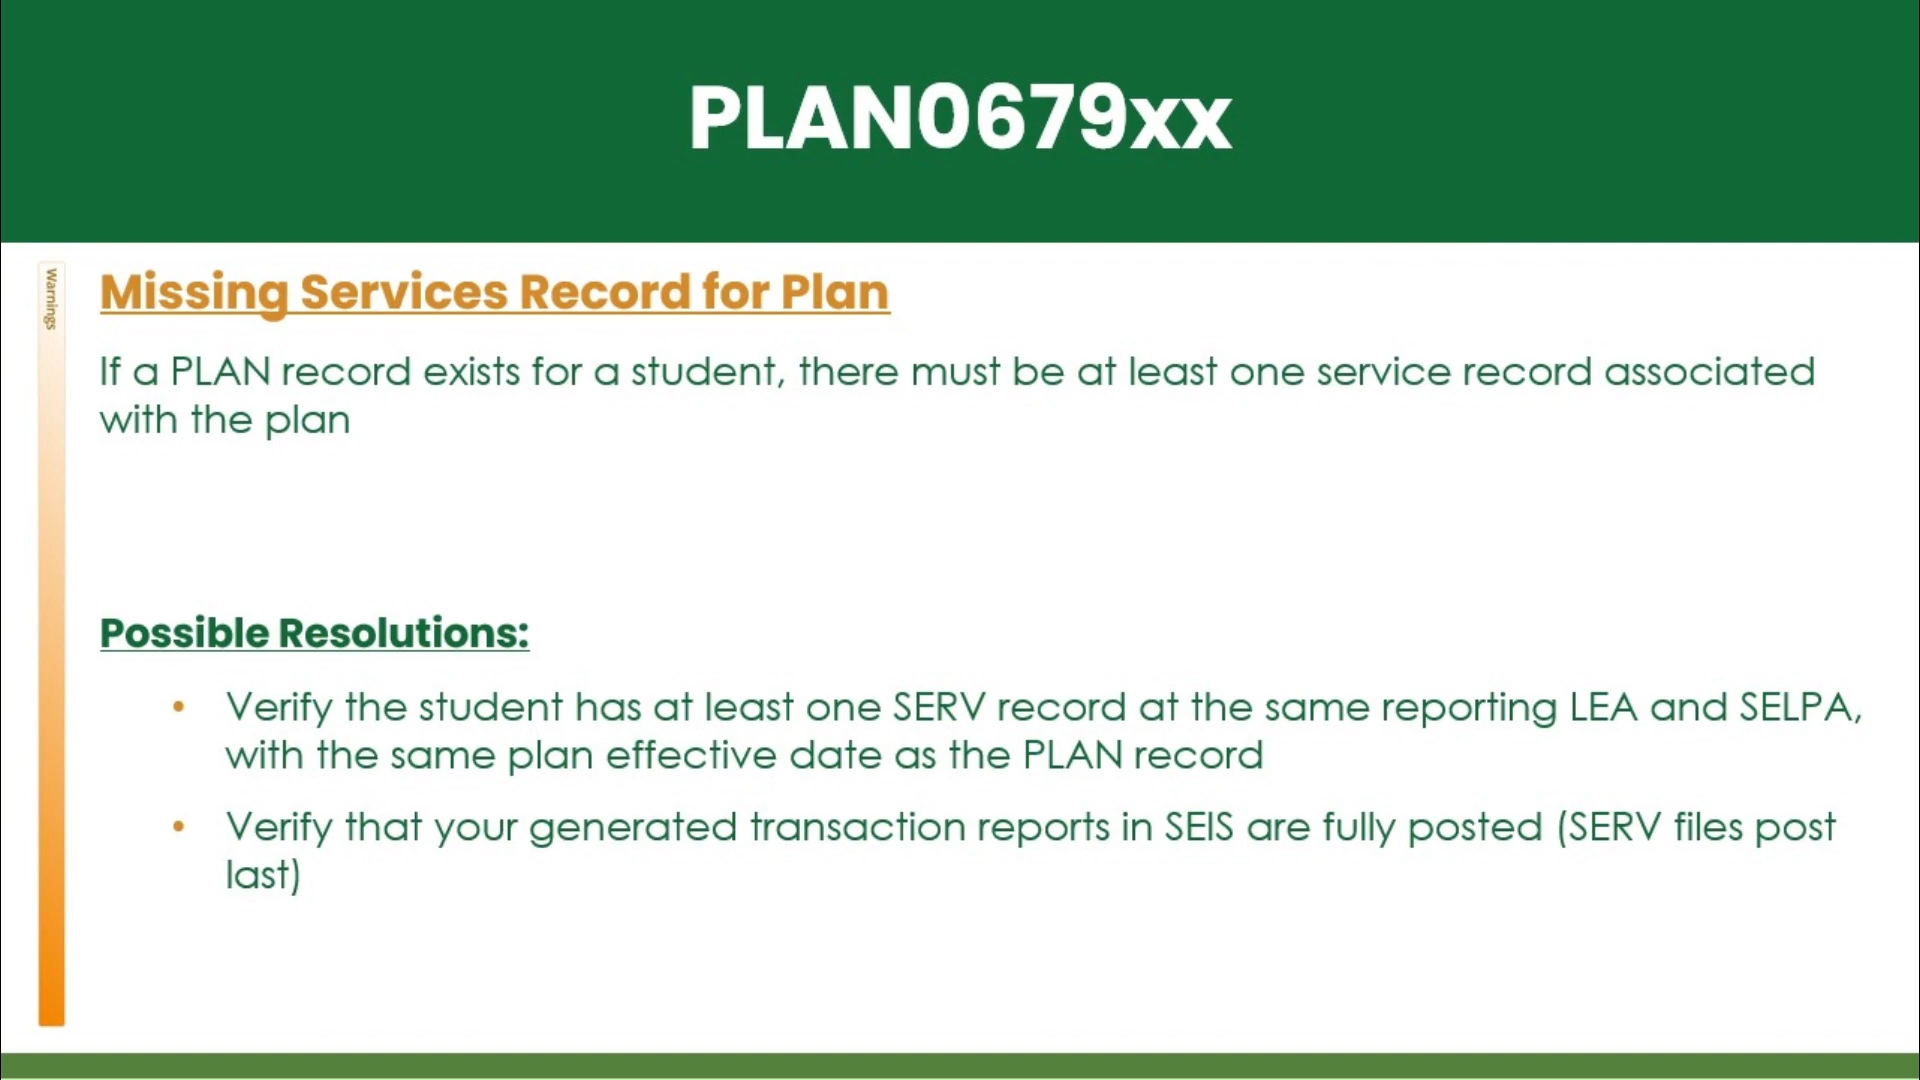 PLAN0679xx
Warnings
Missing Services Record for Plan
If a PLAN record exists for a student, there must be at least one service record associated
with the plan
Possible Resolutions:
• Verify the student has at least one SERV record at the same reporting LEA and SELPA,
with the same plan effective date as the PLAN record
• Verify that your generated transaction reports in SEIS are fully posted (SERV files post
last)